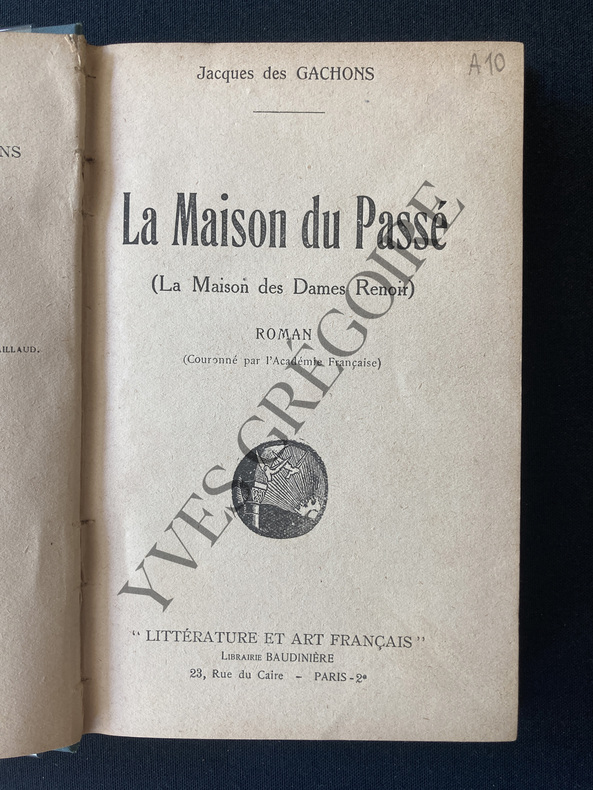 NS
AILLAUD.
A10
Jacques des GACHONS
La Maison du Passé
(La Maison des Dames Renoir)
ROMAN
(Couronné par l'Académie Française)
YVES GRÉGOIRE
“ LITTÉRATURE ET ART FRANÇAIS ”
LIBRAIRIE BAUDINIÈRE
23, Rue du Caire – PARIS-2e